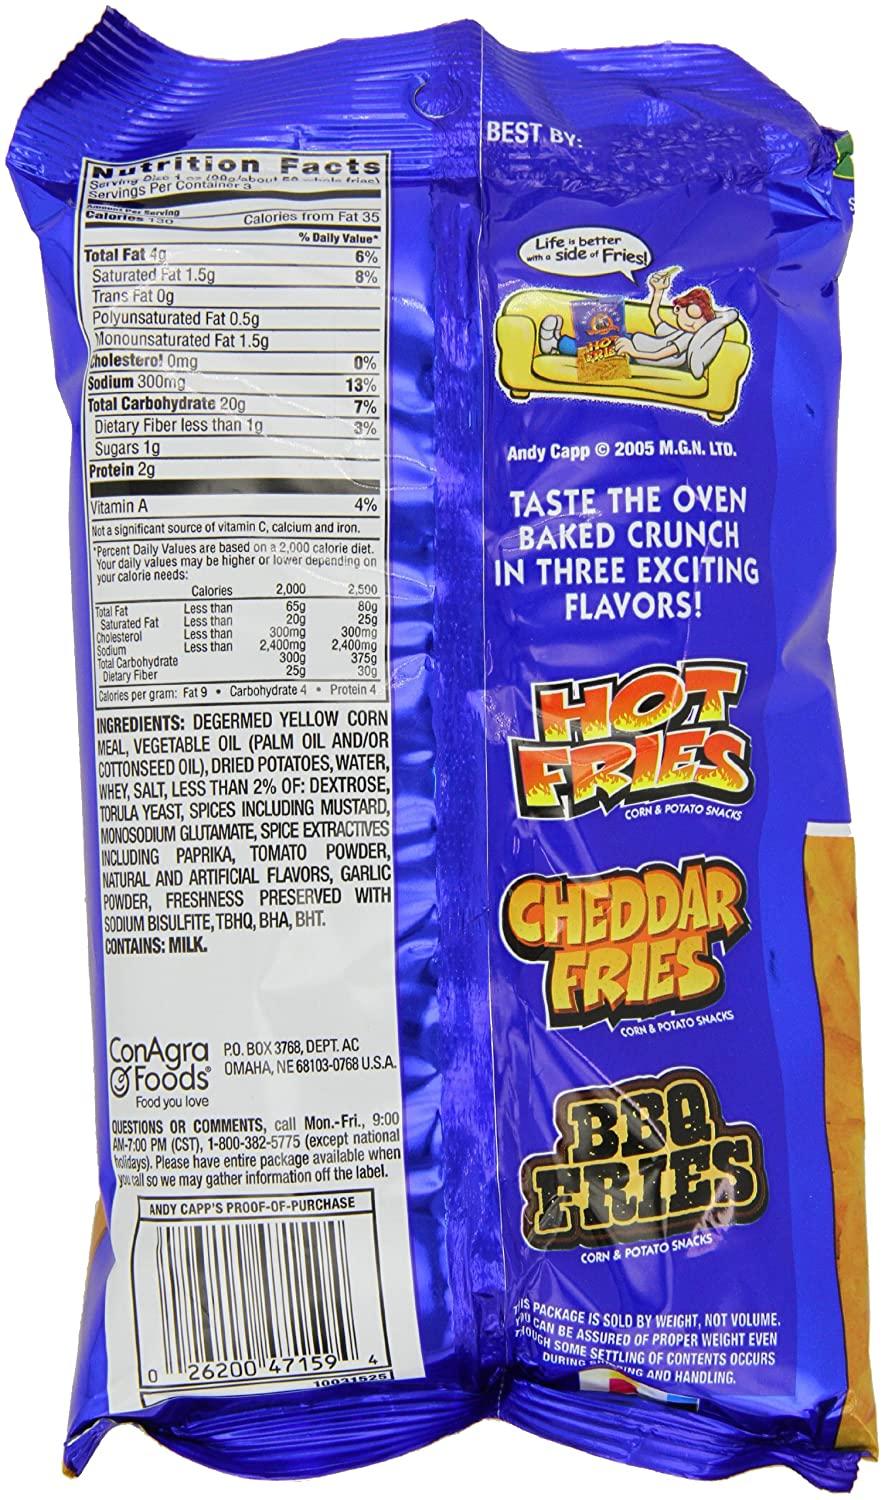 Nutrition Facts
Servings Per Container 3
Amount Per Serving
Calories 130 Calories from Fat 35
% Daily Value*
Total Fat 4g 6%
Saturated Fat 1.5g 8%
Trans Fat 0g
Polyunsaturated Fat 0.5g
Monounsaturated Fat 1.5g
Cholesterol 0mg 0%
Sodium 300mg 13%
Total Carbohydrate 20g 7%
Dietary Fiber less than 1g 3%
Sugars 1g
Protein 2g
Vitamin A 4%
Not a significant source of vitamin C, calcium and iron.
*Percent Daily Values are based on a 2,000 calorie diet.
Your daily values may be higher or lower depending on
your calorie needs:
Calories 2,000 2,500
Total Fat Less than 65g 80g
Saturated Fat Less than 20g 25g
Cholesterol Less than 300mg 300mg
Sodium Less than 2,400mg 2,400mg
Total Carbohydrate 300g 375g
Dietary Fiber 25g 30g
Calories per gram: Fat 9 • Carbohydrate 4 • Protein 4
INGREDIENTS: DEGERMED YELLOW CORN
MEAL, VEGETABLE OIL (PALM OIL AND/OR
COTTONSEED OIL), DRIED POTATOES, WATER,
WHEY, SALT, LESS THAN 2% OF: DEXTROSE,
TORULA YEAST, SPICES INCLUDING MUSTARD,
MONOSODIUM GLUTAMATE, SPICE EXTRACTIVES
INCLUDING PAPRIKA, TOMATO POWDER,
NATURAL AND ARTIFICIAL FLAVORS, GARLIC
POWDER, FRESHNESS PRESERVED WITH
SODIUM BISULFITE, TBHQ, BHA, BHT.
CONTAINS: MILK.
ConAgra
Foods®
Food you love
P.O. BOX 3768, DEPT. AC
OMAHA, NE 68103-0768 U.S.A.
QUESTIONS OR COMMENTS, call Mon.-Fri., 9:00
AM-7:00 PM (CST), 1-800-382-5775 (except national
holidays). Please have entire package available when
you call so we may gather information off the label.
ANDY CAPP'S PROOF-OF-PURCHASE
0 26200 47159 4
10031525
BEST BY:
Life is better
with a side of Fries!
HOT
FRIES
Andy Capp © 2005 M.G.N. LTD.
TASTE THE OVEN
BAKED CRUNCH
IN THREE EXCITING
FLAVORS!
HOT
FRIES
CORN & POTATO SNACKS
CHEDDAR
FRIES
CORN & POTATO SNACKS
BBQ
FRIES
CORN & POTATO SNACKS
THIS PACKAGE IS SOLD BY WEIGHT, NOT VOLUME.
YOU CAN BE ASSURED OF PROPER WEIGHT EVEN
THOUGH SOME SETTLING OF CONTENTS OCCURS
DURING SHIPPING AND HANDLING.